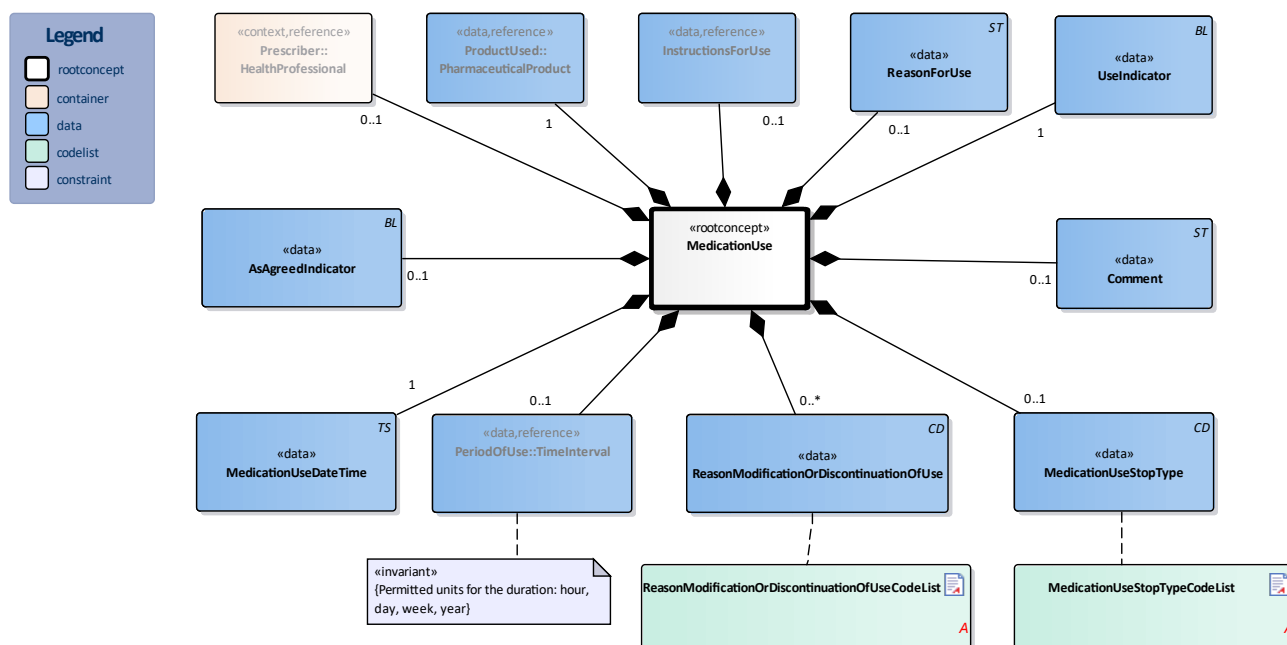 Legend
rootconcept
container
data
codelist
constraint
«context,reference»
Prescriber::
HealthProfessional
0..1
«data,reference»
ProductUsed::
PharmaceuticalProduct
1
«data,reference»
InstructionsForUse
0..1
ST
«data»
ReasonForUse
0..1
BL
«data»
UseIndicator
1
BL
«data»
AsAgreedIndicator
0..1
«rootconcept»
MedicationUse
ST
«data»
Comment
0..1
1
TS
«data»
MedicationUseDateTime
0..1
«data,reference»
PeriodOfUse::TimeInterval
0..*
CD
«data»
ReasonModificationOrDiscontinuationOfUse
0..1
CD
«data»
MedicationUseStopType
«invariant»
{Permitted units for the duration: hour,
day, week, year}
ReasonModificationOrDiscontinuationOfUseCodeList
A
MedicationUseStopTypeCodeList
A